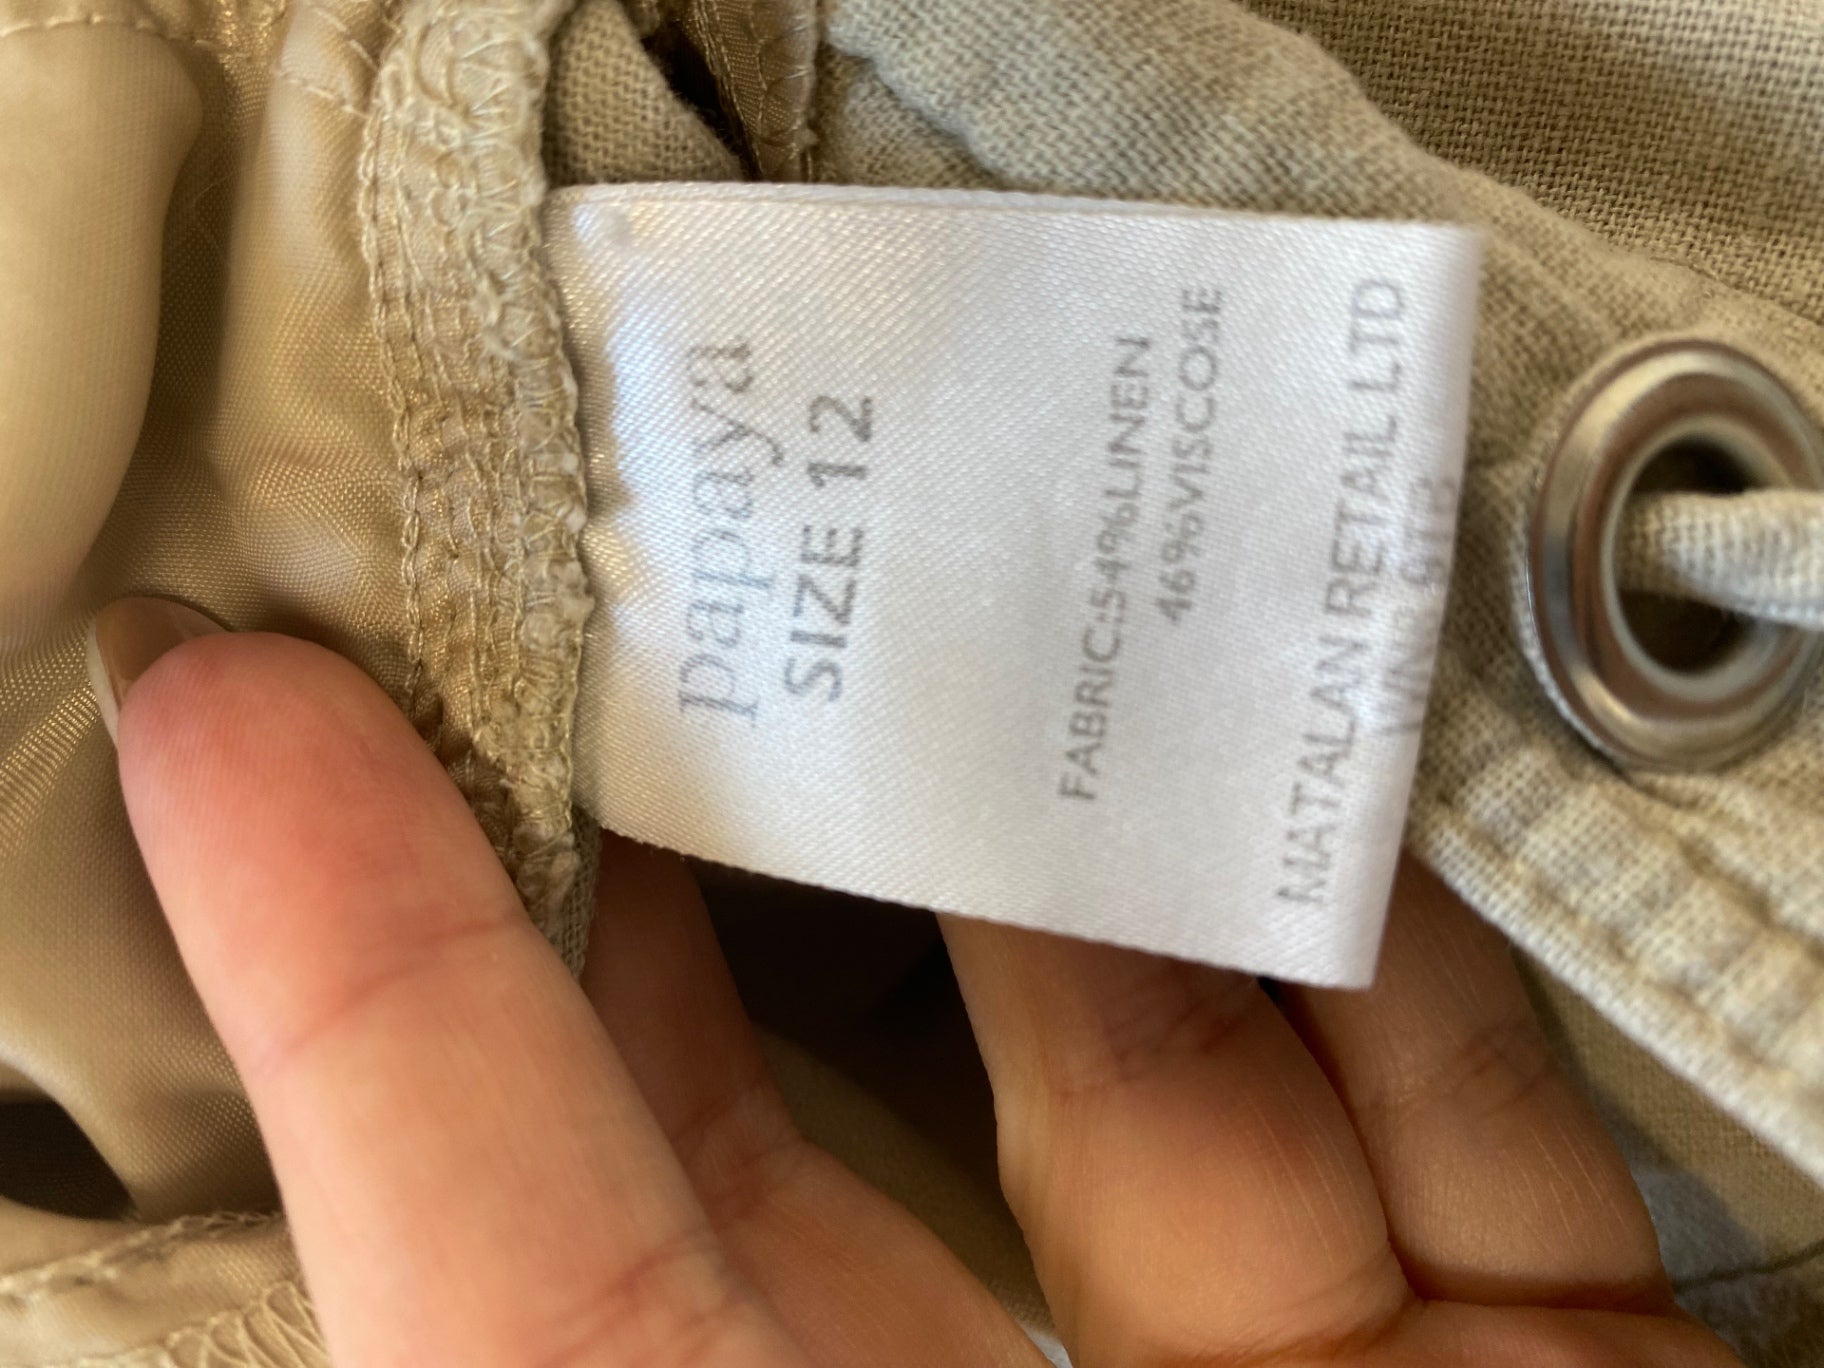 papaya
SIZE 12
FABRIC:54%LINEN
46%VISCOSE
MATALAN RETAIL LTD